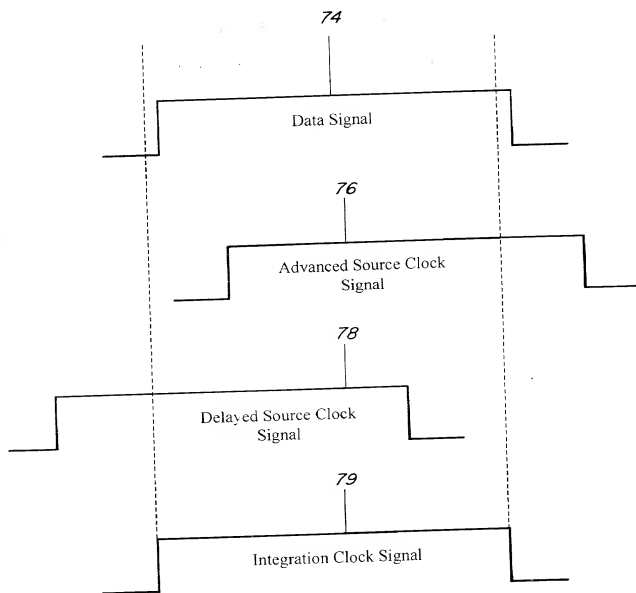 74
Data Signal
76
Advanced Source Clock
Signal
78
Delayed Source Clock
Signal
79
Integration Clock Signal